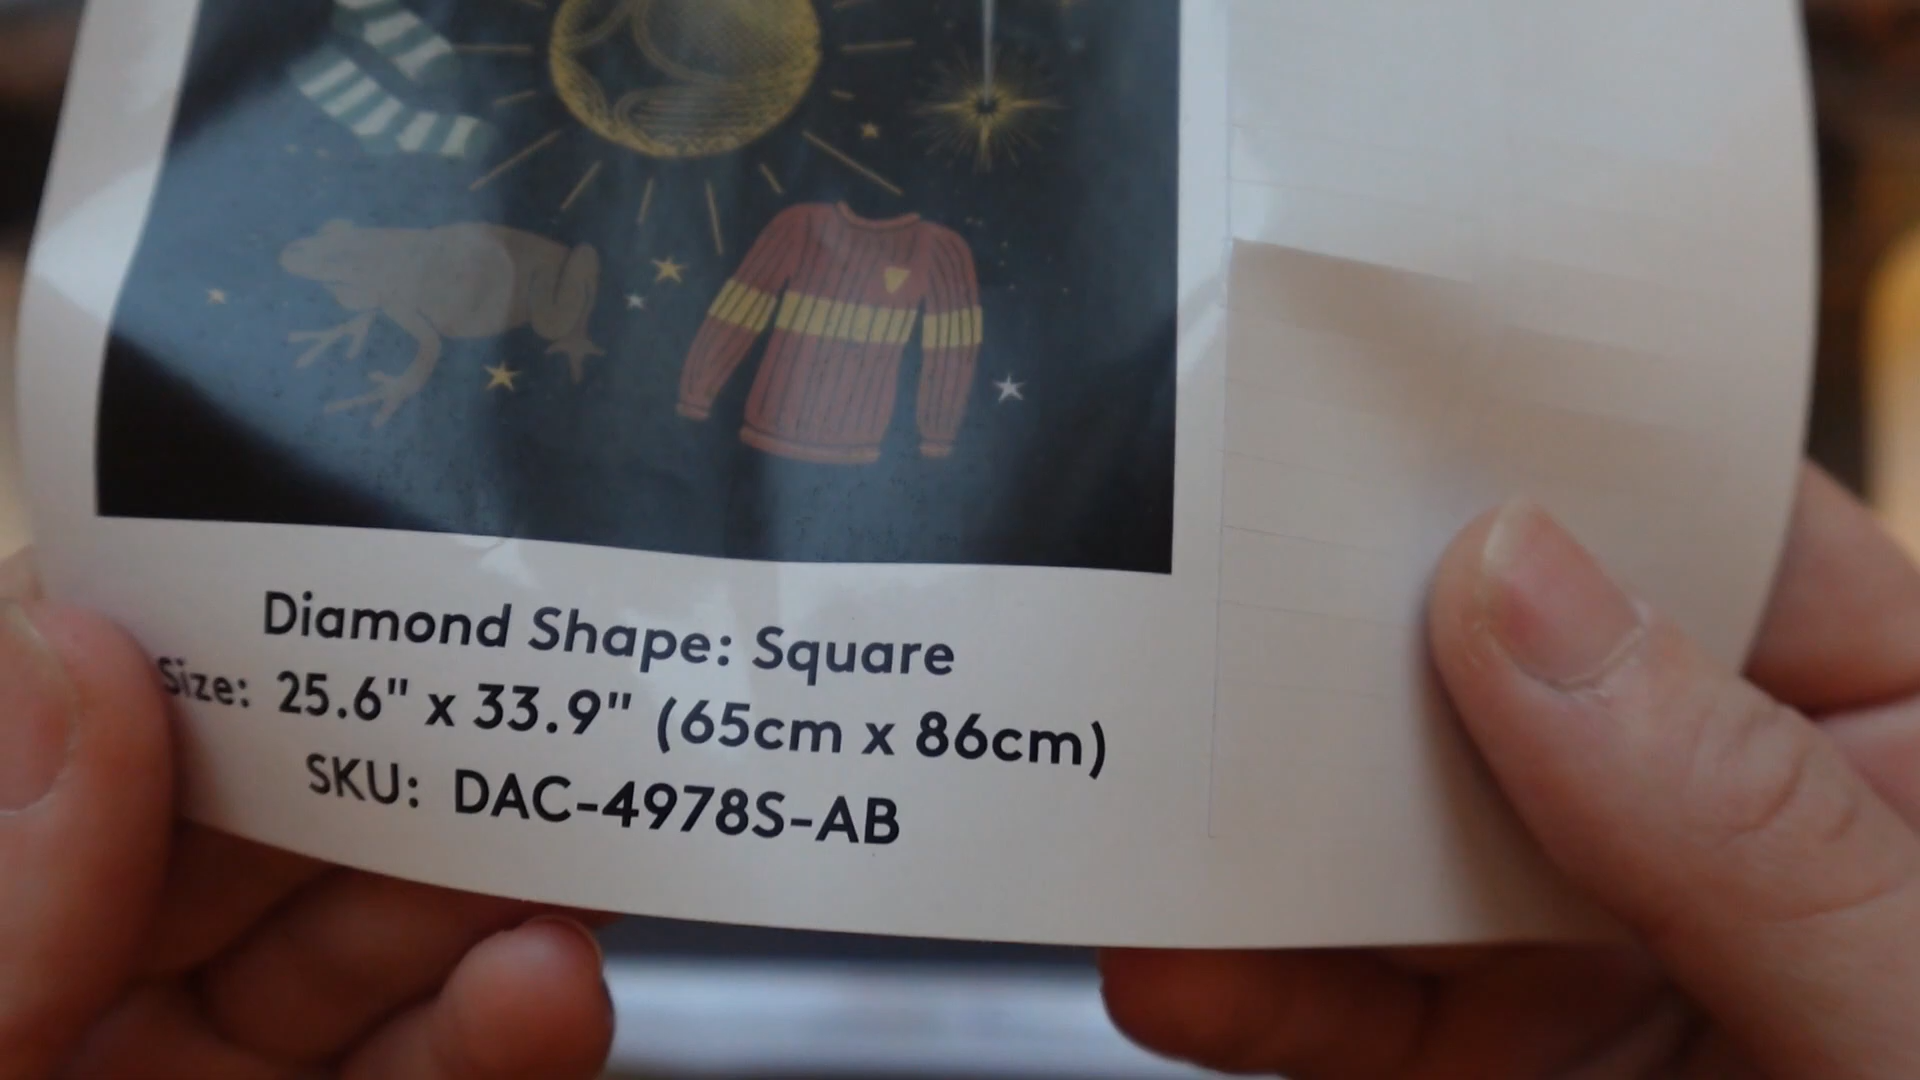 Diamond Shape: Square
Size: 25.6" x 33.9" (65cm x 86cm)
SKU: DAC-4978S-AB